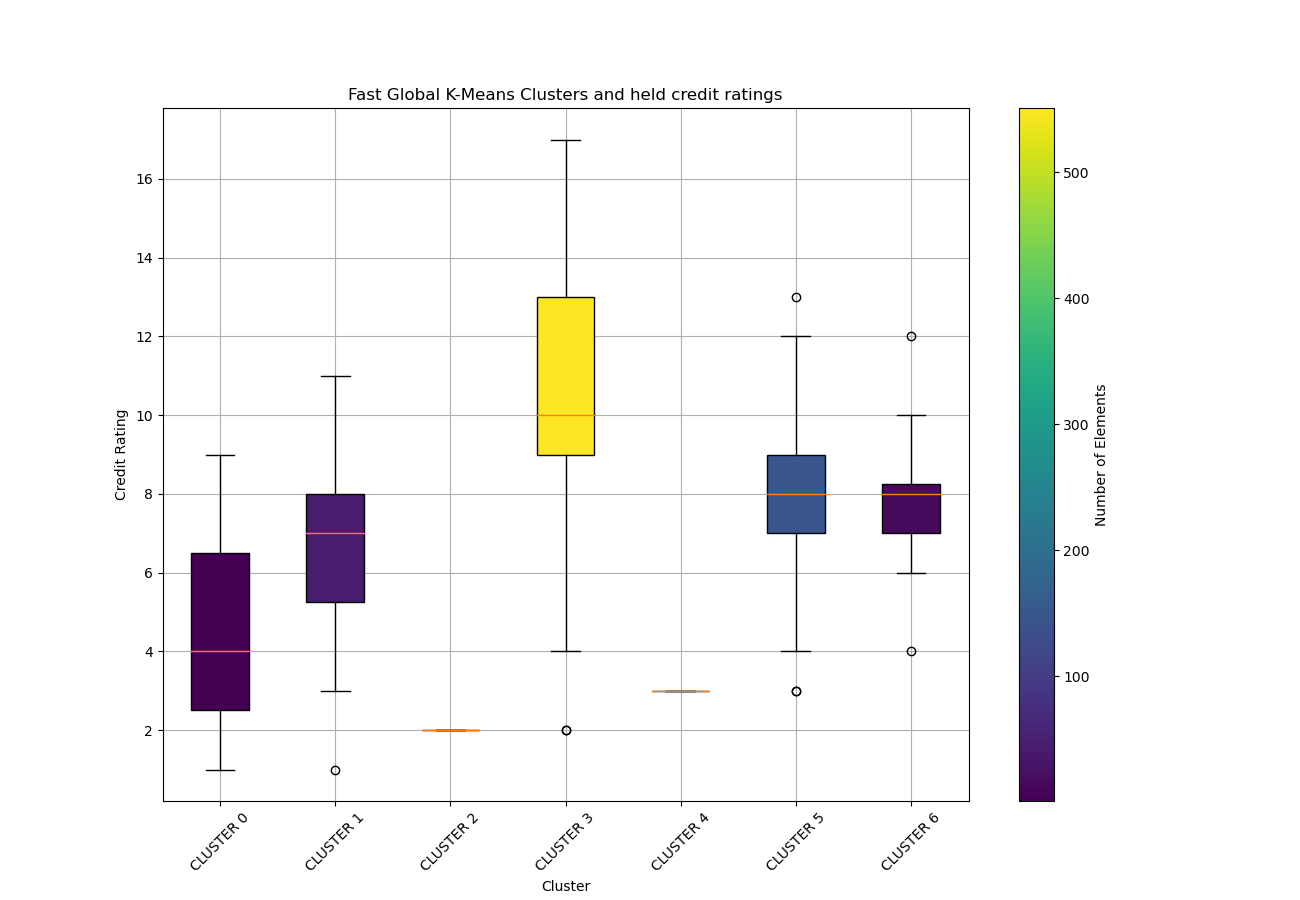 Fast Global K-Means Clusters and held credit ratings
Credit Rating
16
14
12
10
8
6
4
2
CLUSTER 0
CLUSTER 1
CLUSTER 2
CLUSTER 3
CLUSTER 4
CLUSTER 5
CLUSTER 6
Cluster
500
400
300
200
100
Number of Elements